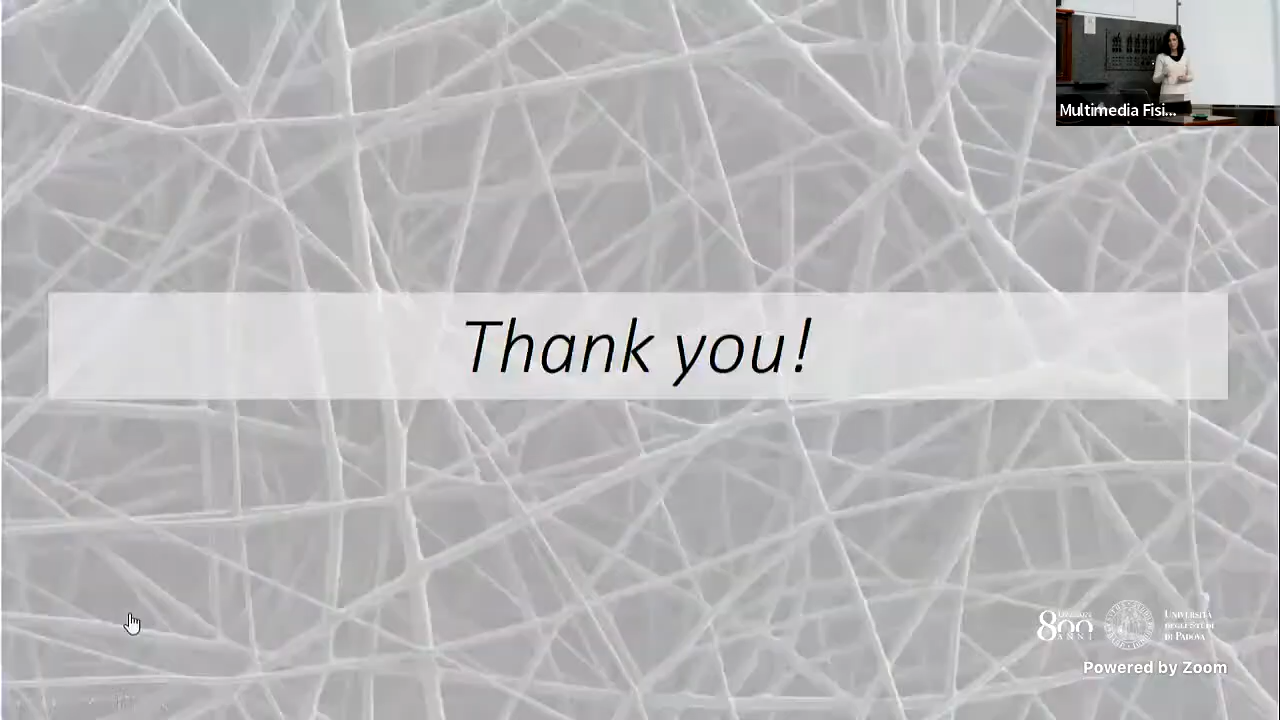 Multimedia Fisi...
Thank you!
800
ANNI
UNIVERSITÀ
DEGLI STUDI
DI PADOVA
Powered by Zoom